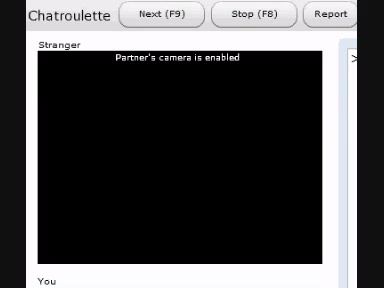 Chatroulette Next (F9) Stop (F8) Report
Stranger
Partner's camera is enabled
>
You